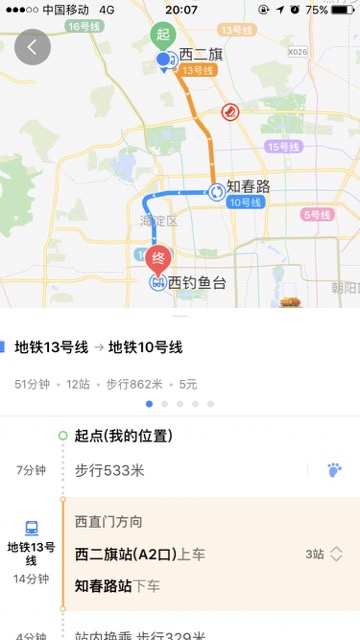 中国移动 4G 20:07 75%
16号线
13号线
起
西二旗
13号线
X026
15号线
知春路
10号线
5号线
海淀区
终
西钓鱼台
朝阳
地铁13号线 → 地铁10号线
51分钟 • 12站 • 步行862米 • 5元
起点(我的位置)
7分钟 步行533米
西直门方向
地铁13号线
14分钟
西二旗站(A2口)上车 3站
知春路站下车
4分钟 站内换乘 步行329米